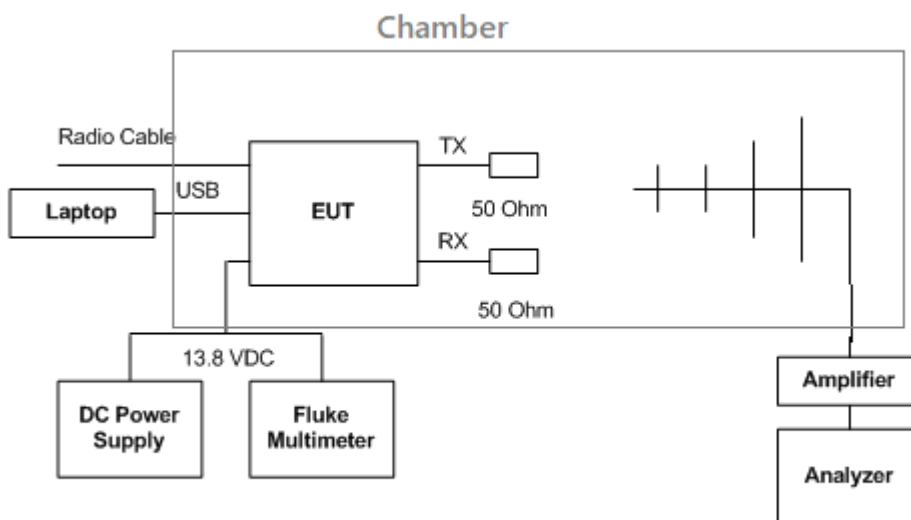 Chamber
Radio Cable
TX
USB
Laptop
EUT
50 Ohm
RX
50 Ohm
13.8 VDC
DC Power
Supply
Fluke
Multimeter
Amplifier
Analyzer